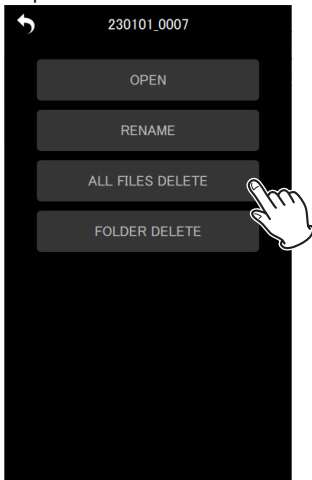 230101_0007
OPEN
RENAME
ALL FILES DELETE
FOLDER DELETE